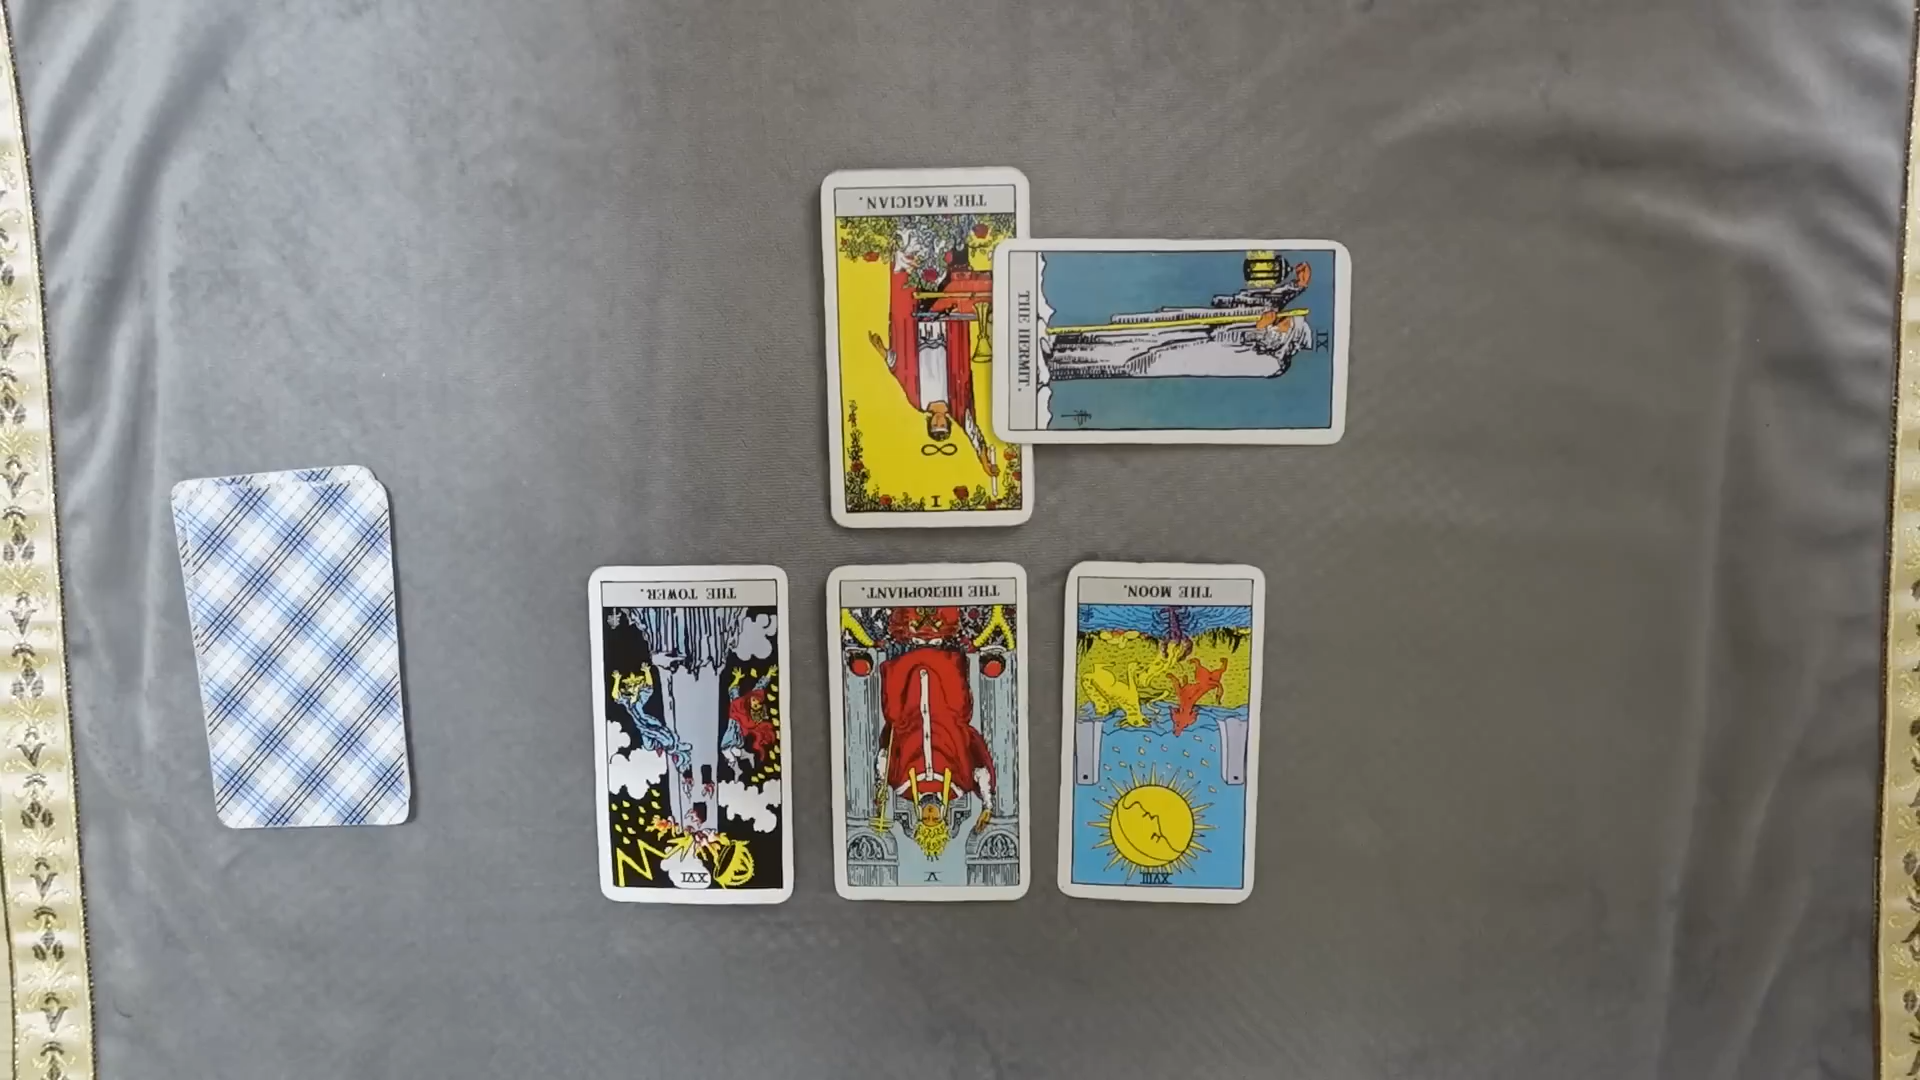 THE MAGICIAN.
I
THE HERMIT.
IX
THE TOWER.
XVI
THE HIEROPHANT.
V
THE MOON.
XVIII